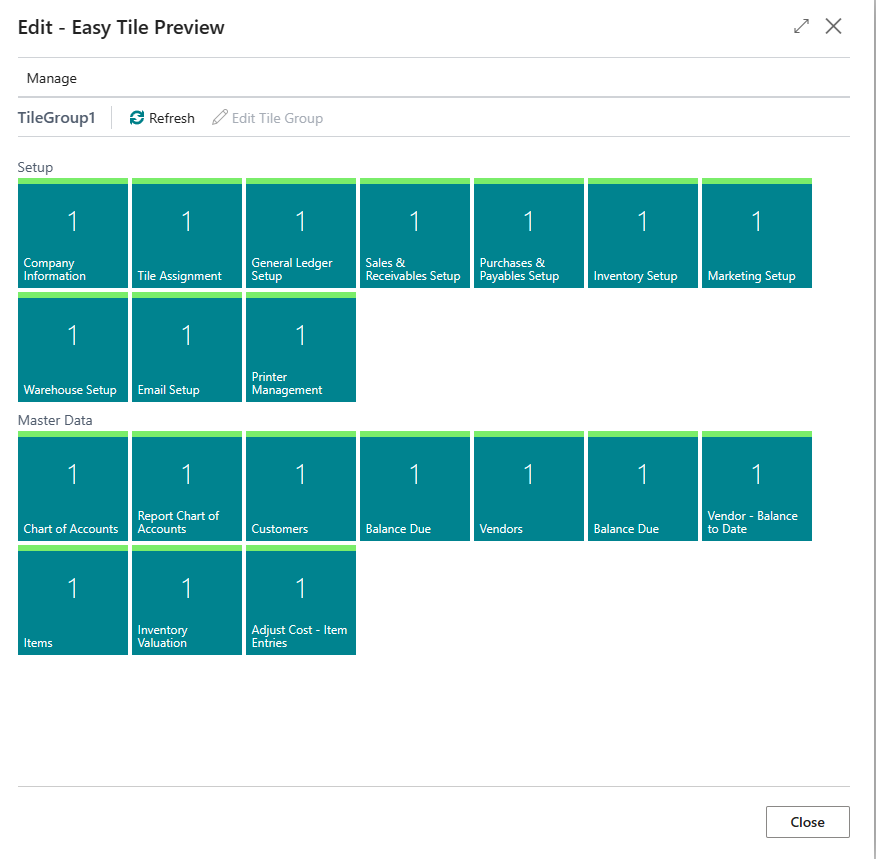 Edit - Easy Tile Preview
Manage
TileGroup1 Refresh Edit Tile Group
Setup
1
Company
Information
1
Tile Assignment
1
General Ledger
Setup
1
Sales &
Receivables Setup
1
Purchases &
Payables Setup
1
Inventory Setup
1
Marketing Setup
1
Warehouse Setup
1
Email Setup
1
Printer
Management
Master Data
1
Chart of Accounts
1
Report Chart of
Accounts
1
Customers
1
Balance Due
1
Vendors
1
Balance Due
1
Vendor - Balance
to Date
1
Items
1
Inventory
Valuation
1
Adjust Cost - Item
Entries
Close